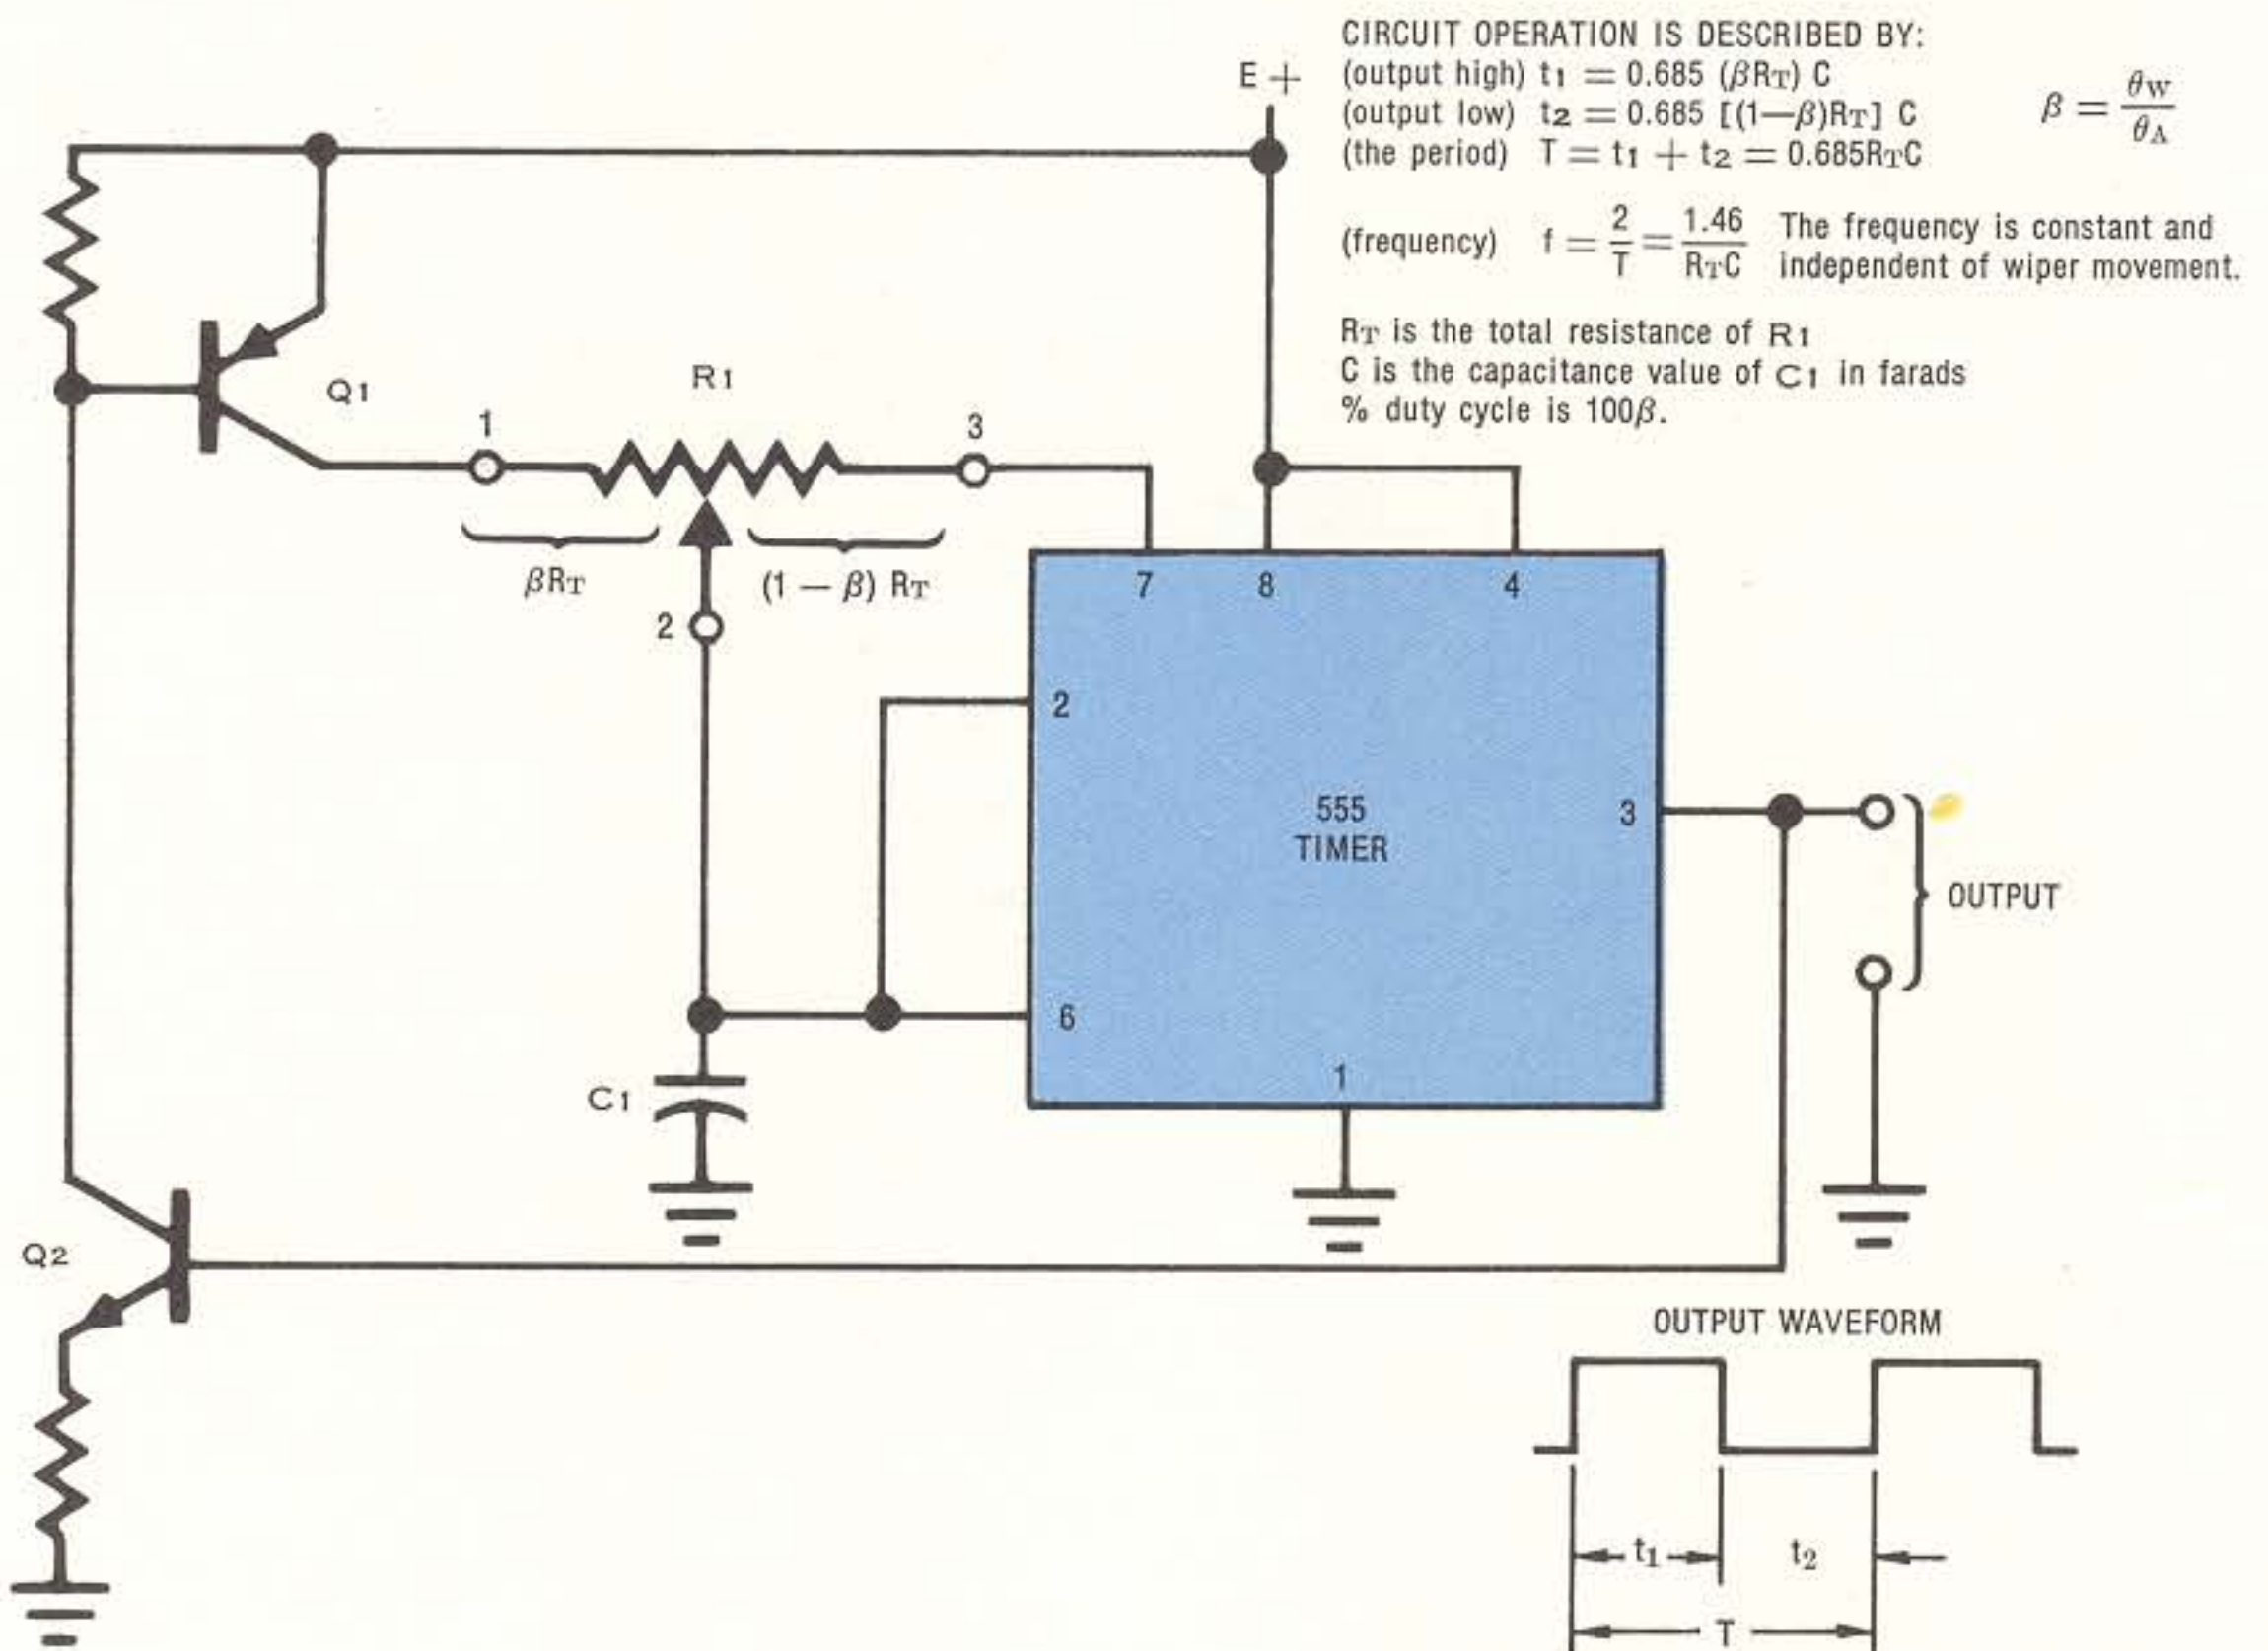 CIRCUIT OPERATION IS DESCRIBED BY:
E +
(output high) t1 = 0.685 (βRT) C
(output low) t2 = 0.685 [(1—β)RT] C
β = θW / θA
(the period) T = t1 + t2 = 0.685RTC
(frequency) f = 2/T = 1.46/RTC The frequency is constant and
independent of wiper movement.
RT is the total resistance of R1
C is the capacitance value of C1 in farads
% duty cycle is 100β.
Q1
R1
1
3
βRT
(1 — β) RT
2
7
8
4
2
555
TIMER
3
6
1
OUTPUT
C1
Q2
OUTPUT WAVEFORM
t1
t2
T